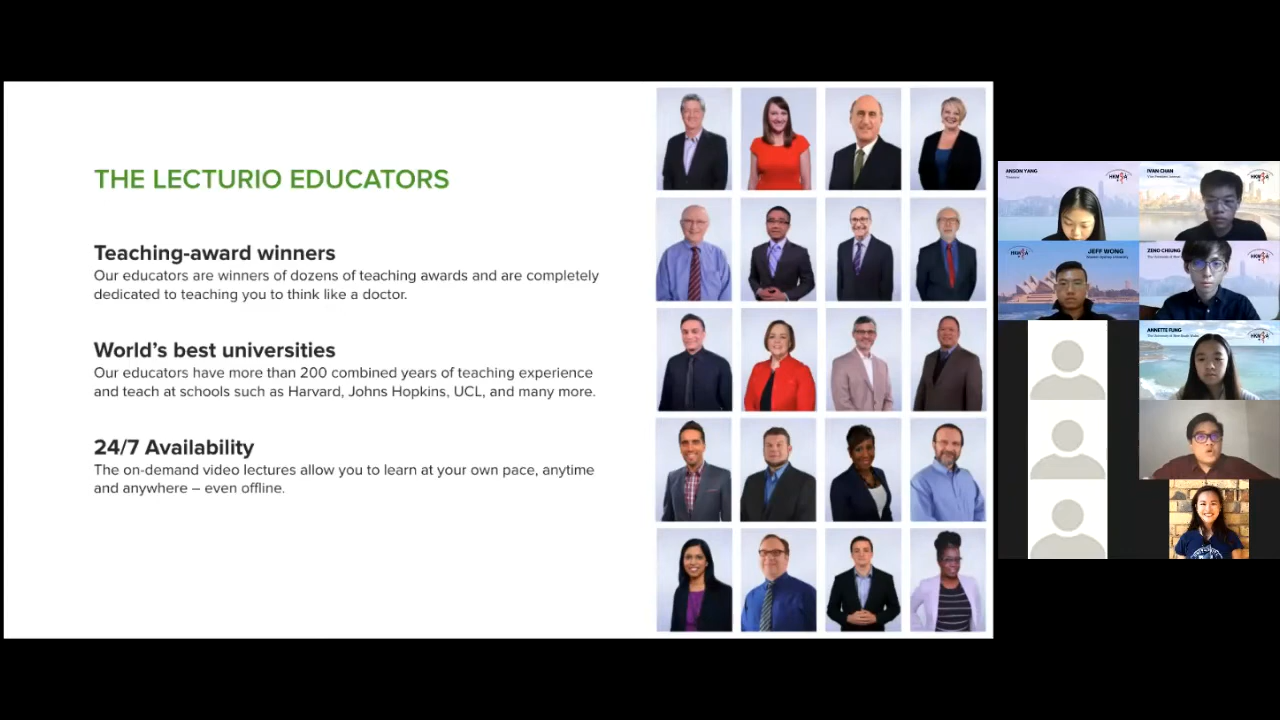 THE LECTURIO EDUCATORS
Teaching-award winners
Our educators are winners of dozens of teaching awards and are completely
dedicated to teaching you to think like a doctor.
World's best universities
Our educators have more than 200 combined years of teaching experience
and teach at schools such as Harvard, Johns Hopkins, UCL, and many more.
24/7 Availability
The on-demand video lectures allow you to learn at your own pace, anytime
and anywhere – even offline.
ANSON YANG
IVAN CHAN
JEFF WONG
ZENO CHEUNG
ANNETTE FUNG